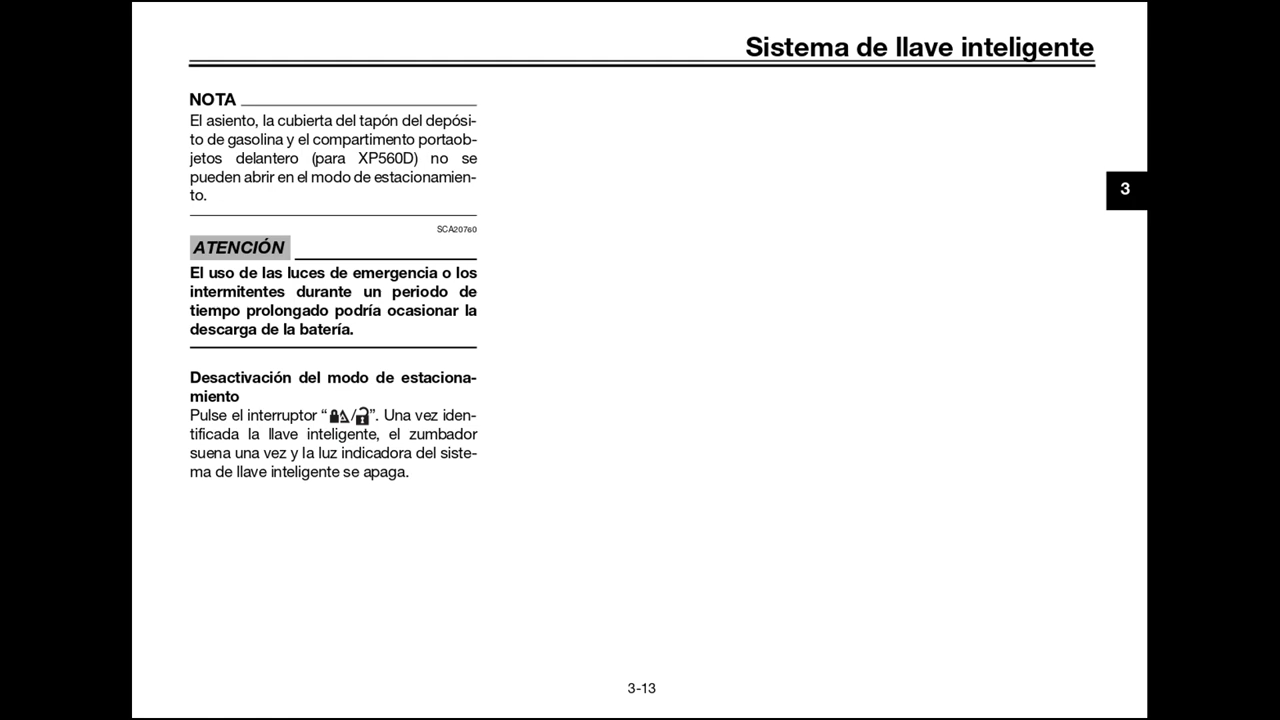 Sistema de llave inteligente
NOTA
El asiento, la cubierta del tapón del depósi-
to de gasolina y el compartimento portaob-
jetos delantero (para XP560D) no se
pueden abrir en el modo de estacionamien-
to.
3
SCA20760
ATENCIÓN
El uso de las luces de emergencia o los
intermitentes durante un periodo de
tiempo prolongado podría ocasionar la
descarga de la batería.
Desactivación del modo de estaciona-
miento
Pulse el interruptor “/”. Una vez iden-
tificada la llave inteligente, el zumbador
suena una vez y la luz indicadora del siste-
ma de llave inteligente se apaga.
3-13